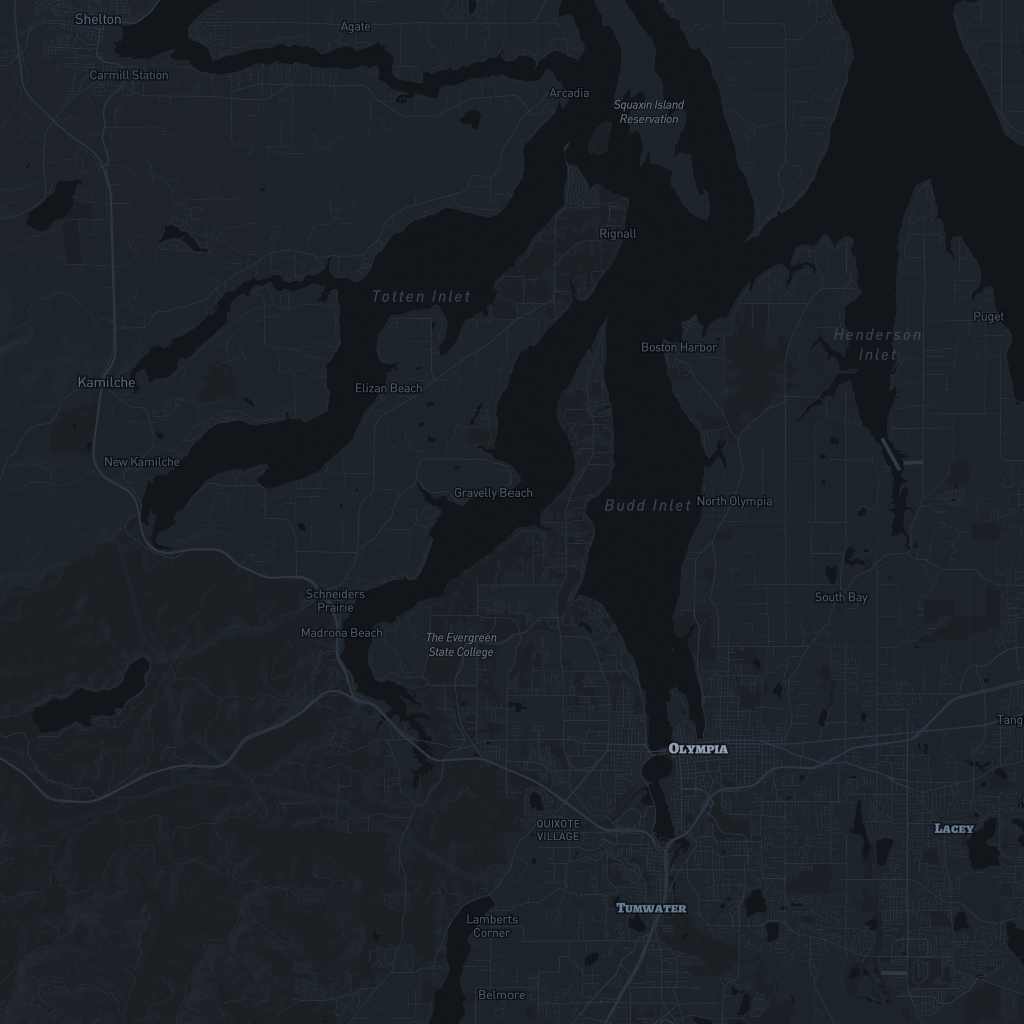 Shelton
Agate
Carmill Station
Arcadia
Squaxin Island
Reservation
Rignall
Totten Inlet
Puget
Henderson
Inlet
Boston Harbor
Kamilche
Elizan Beach
New Kamilche
Gravelly Beach
Budd Inlet
North Olympia
Schneiders
Prairie
South Bay
Madrona Beach
The Evergreen
State College
Tang
OLYMPIA
QUIXOTE
VILLAGE
LACEY
TUMWATER
Lamberts
Corner
Belmore